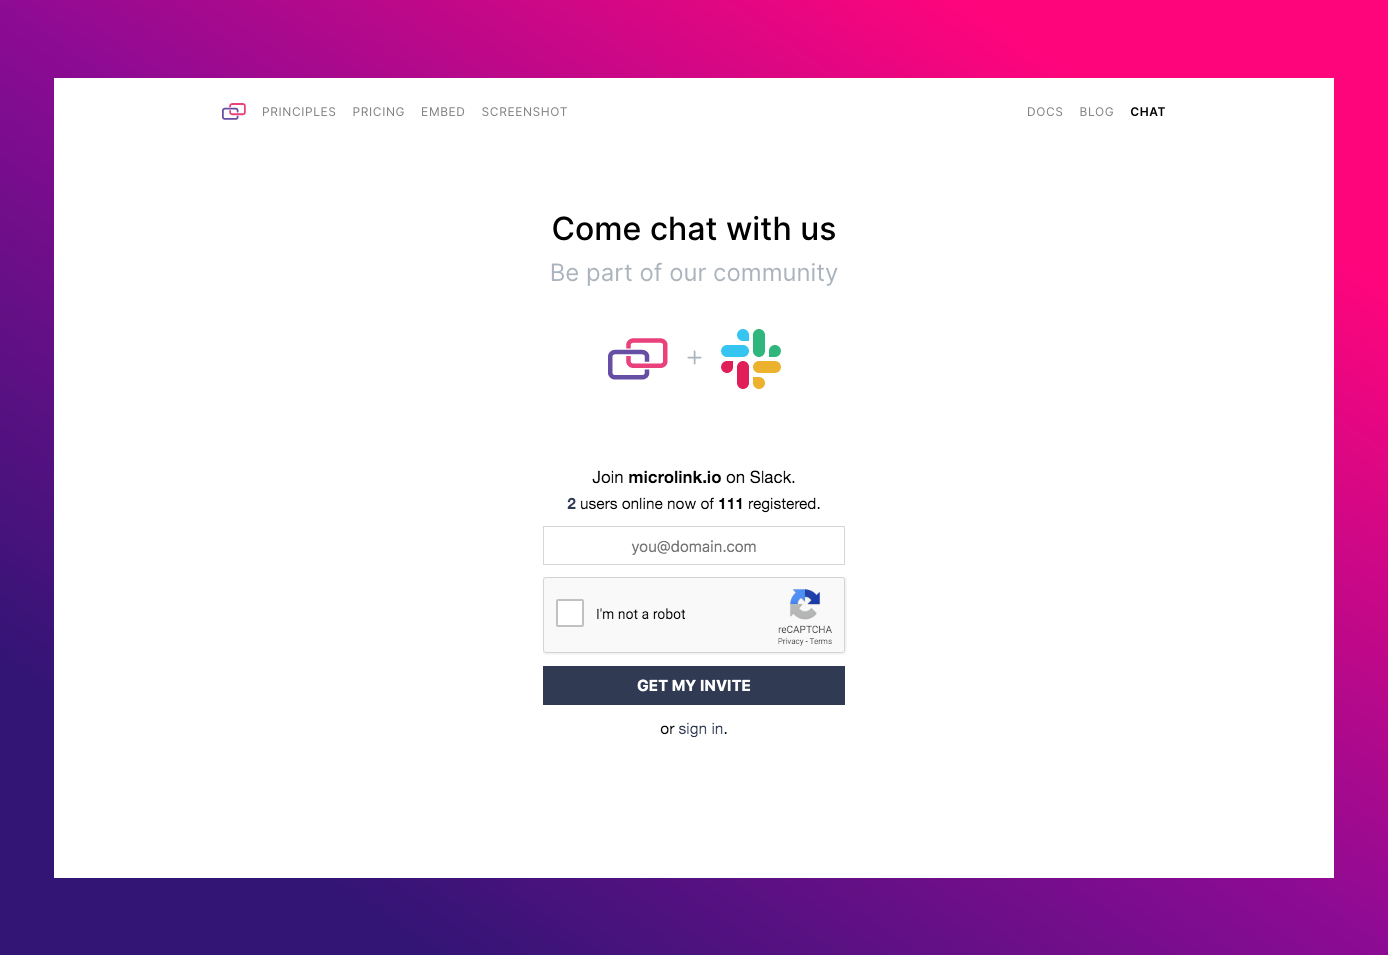 PRINCIPLES PRICING EMBED SCREENSHOT DOCS BLOG CHAT
Come chat with us
Be part of our community
+
Join microlink.io on Slack.
2 users online now of 111 registered.
you@domain.com
I'm not a robot
reCAPTCHA
Privacy - Terms
GET MY INVITE
or sign in.